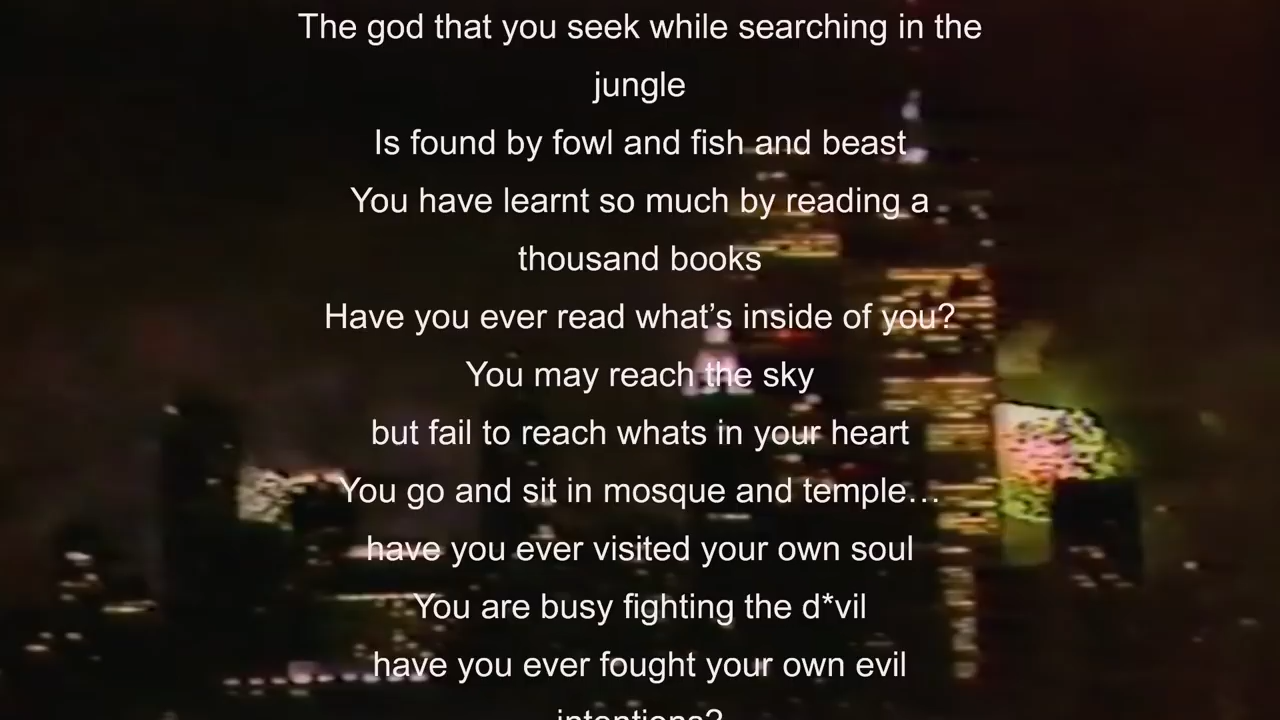 The god that you seek while searching in the
jungle
Is found by fowl and fish and beast
You have learnt so much by reading a
thousand books
Have you ever read what’s inside of you?
You may reach the sky
but fail to reach whats in your heart
You go and sit in mosque and temple…
have you ever visited your own soul
You are busy fighting the d*vil
have you ever fought your own evil
intentions?